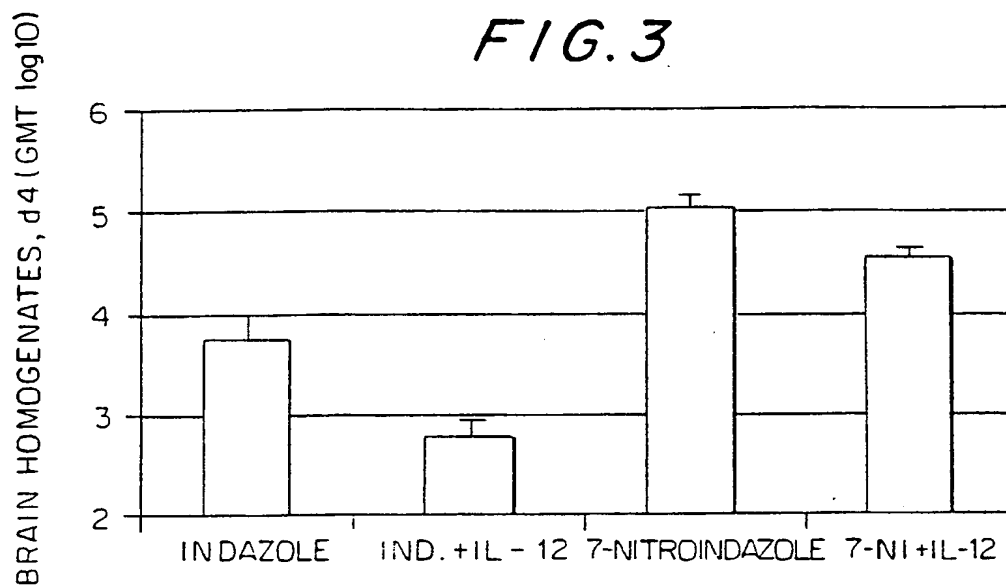 FIG. 3
BRAIN HOMOGENATES, d4 (GMT log10)
6
5
4
3
2
INDAZOLE IND.+IL-12 7-NITROINDAZOLE 7-NI+IL-12